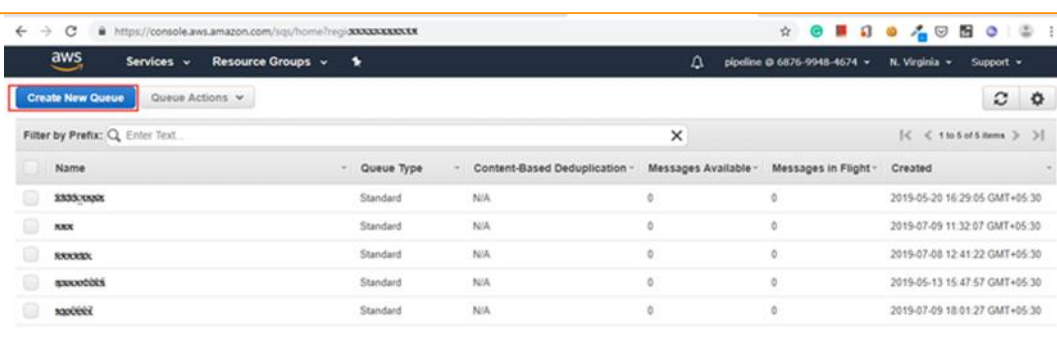 https://console.aws.amazon.com/sqs/home?regi
aws Services Resource Groups pipeline @ 6876-9948-4674 N. Virginia Support
Create New Queue Queue Actions
Filter by Prefix: Enter Text... 1 to 5 of 5 items
Name Queue Type Content-Based Deduplication Messages Available Messages in Flight Created
Standard N/A 0 0 2019-05-20 16:29:05 GMT+05:30
Standard N/A 0 0 2019-07-09 11:32:07 GMT+05:30
Standard N/A 0 0 2019-07-08 12:41:22 GMT+05:30
Standard N/A 0 0 2019-05-13 15:47:57 GMT+05:30
Standard N/A 0 0 2019-07-09 18:01:27 GMT+05:30